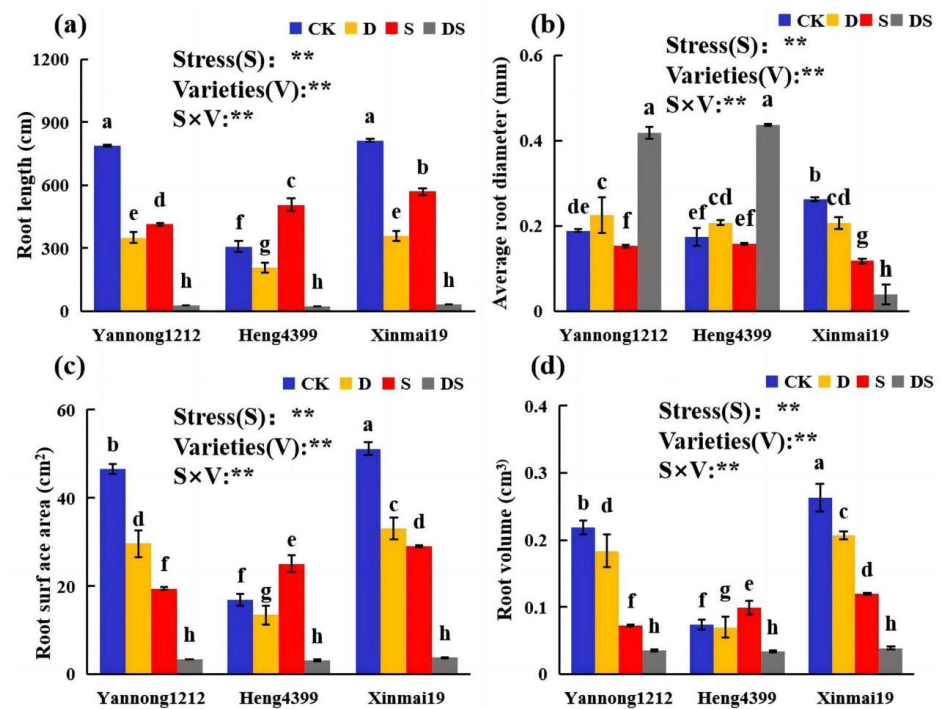 (a)
CK D S DS
Stress(S): **
Varieties(V):**
S×V:**
Root length (cm)
1200
900
600
300
0
a
e
d
h
f
g
c
h
a
e
b
h
Yannong1212 Heng4399 Xinmai19
(b)
CK D S DS
Stress(S): **
Varieties(V):**
S×V:**
Average root diameter (mm)
0.6
0.4
0.2
0
de
c
f
a
ef
cd
ef
a
b
cd
g
h
Yannong1212 Heng4399 Xinmai19
(c)
CK D S DS
Stress(S): **
Varieties(V):**
S×V:**
Root surf ace area (cm²)
60
40
20
0
b
d
f
h
f
g
e
h
a
c
d
h
Yannong1212 Heng4399 Xinmai19
(d)
CK D S DS
Stress(S): **
Varieties(V):**
S×V:**
Root volume (cm³)
0.4
0.3
0.2
0.1
0
b
d
f
h
f
g
e
h
a
c
d
h
Yannong1212 Heng4399 Xinmai19